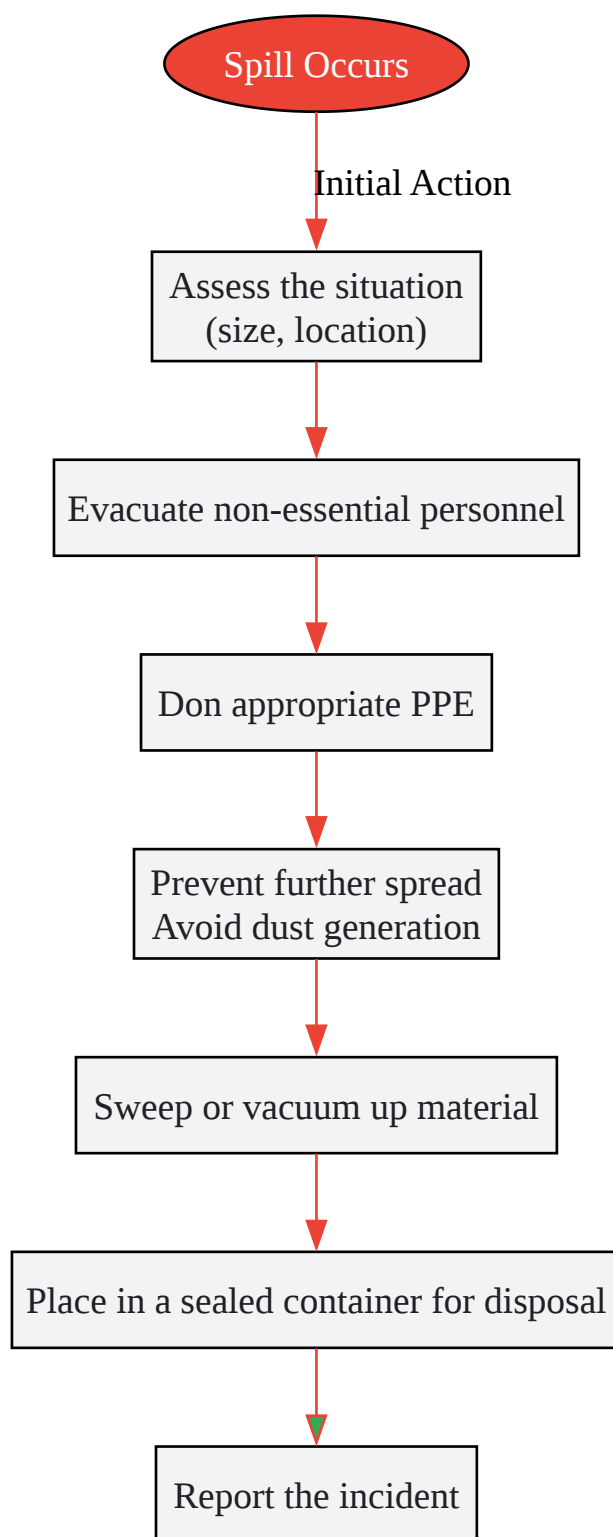 Spill Occurs
Initial Action
Assess the situation
(size, location)
Evacuate non-essential personnel
Don appropriate PPE
Prevent further spread
Avoid dust generation
Sweep or vacuum up material
Place in a sealed container for disposal
Report the incident